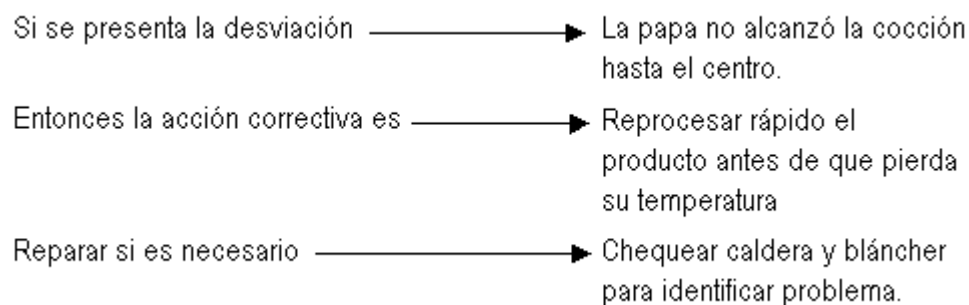 Si se presenta la desviación La papa no alcanzó la cocción
hasta el centro.
Entonces la acción correctiva es Reprocesar rápido el
producto antes de que pierda
su temperatura
Reparar si es necesario Chequear caldera y bláncher
para identificar problema.